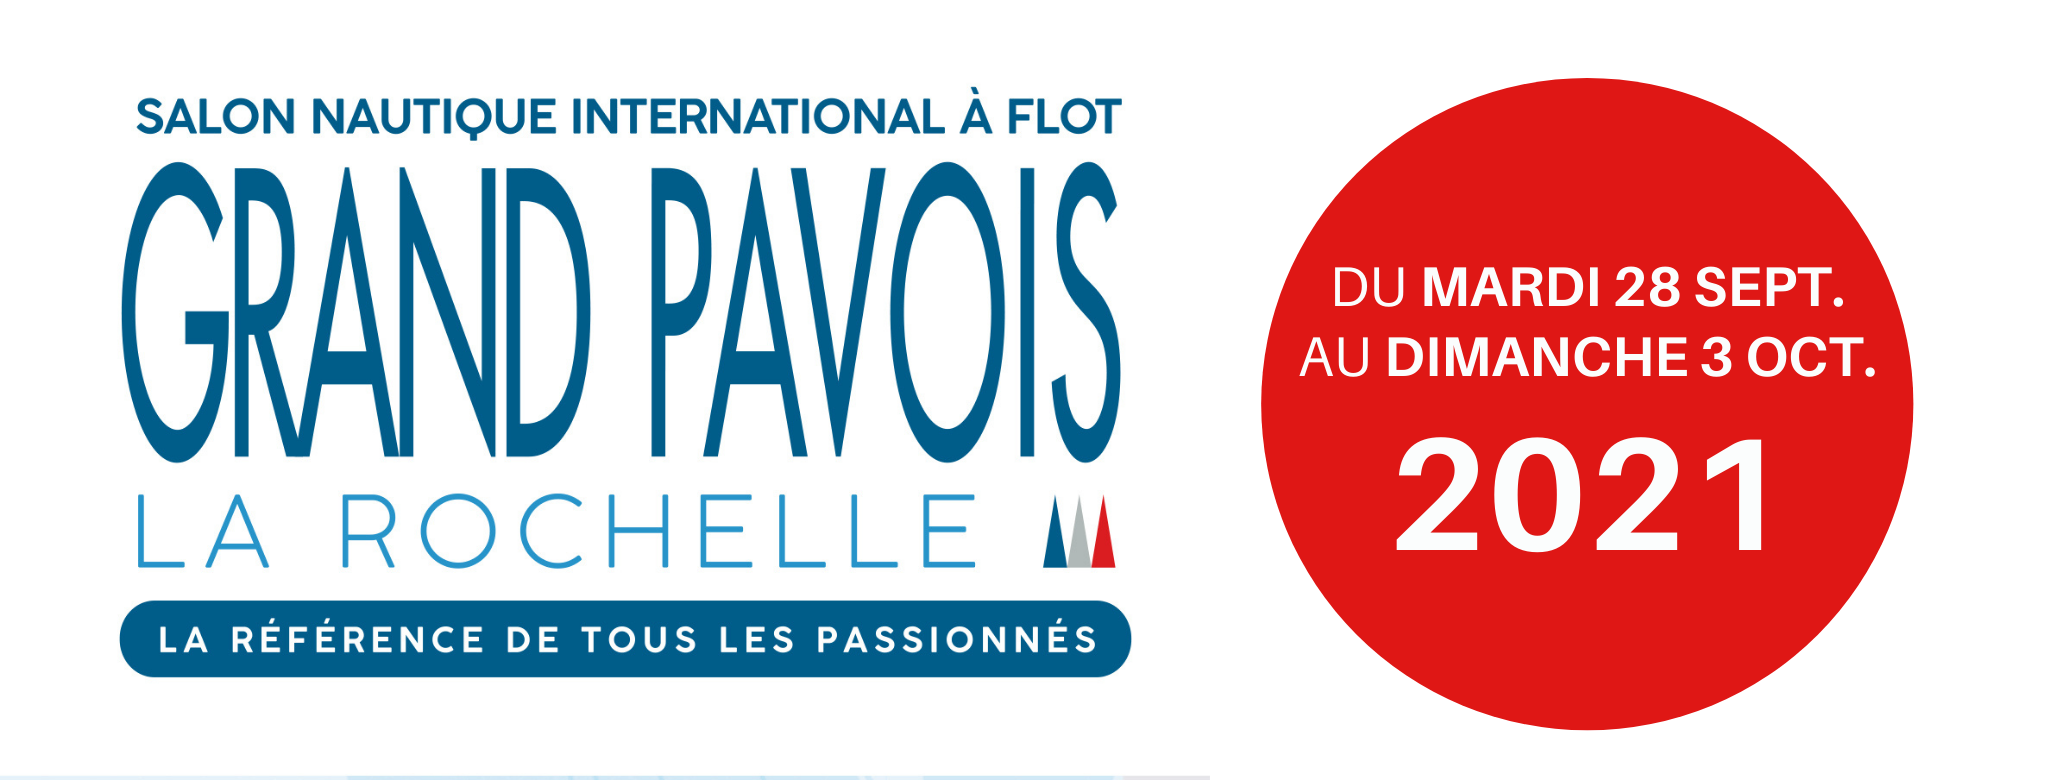 SALON NAUTIQUE INTERNATIONAL À FLOT
GRAND PAVOIS
LA ROCHELLE
LA RÉFÉRENCE DE TOUS LES PASSIONNÉS
DU MARDI 28 SEPT.
AU DIMANCHE 3 OCT.
2021